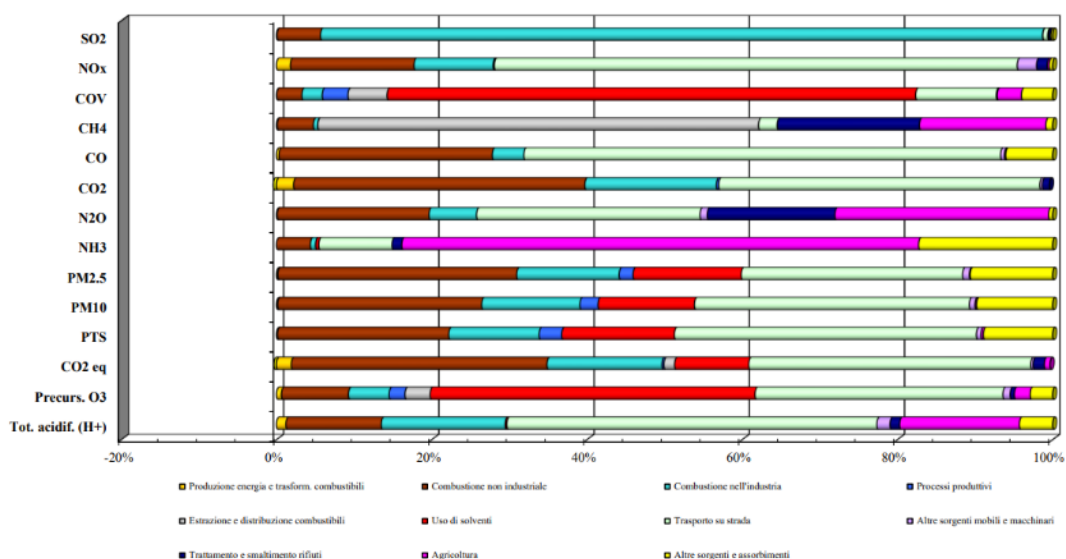 SO2
NOx
COV
CH4
CO
CO2
N2O
NH3
PM2.5
PM10
PTS
CO2 eq
Precurs. O3
Tot. acidif. (H+)
-20% 0% 20% 40% 60% 80% 100%
Produzione energia e trasform. combustibili Combustione non industriale Combustione nell'industria Processi produttivi
Estrazione e distribuzione combustibili Uso di solventi Trasporto su strada Altre sorgenti mobili e macchinari
Trattamento e smaltimento rifiuti Agricoltura Altre sorgenti e assorbimenti